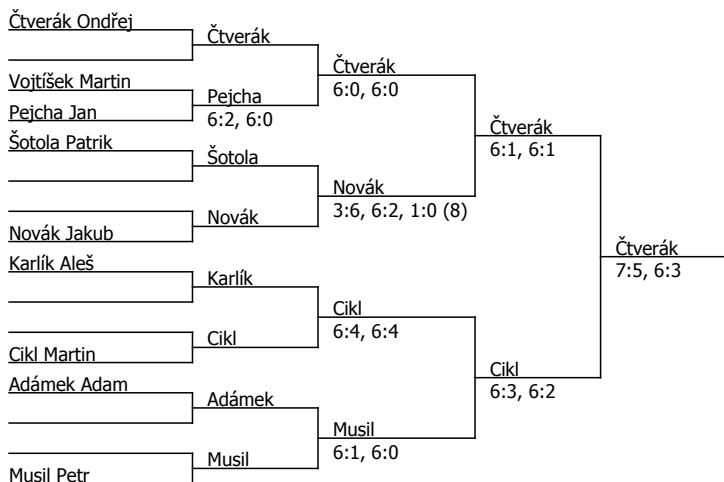 Čtverák Ondřej
Čtverák
Čtverák
6:0, 6:0
Vojtíšek Martin
Pejcha
6:2, 6:0
Pejcha Jan
Čtverák
6:1, 6:1
Šotola Patrik
Šotola
Novák
3:6, 6:2, 1:0 (8)
Novák
Novák Jakub
Čtverák
7:5, 6:3
Karlík Aleš
Karlík
Cikl
6:4, 6:4
Cikl
Cikl Martin
Cikl
6:3, 6:2
Adámek Adam
Adámek
Musil
6:1, 6:0
Musil
Musil Petr